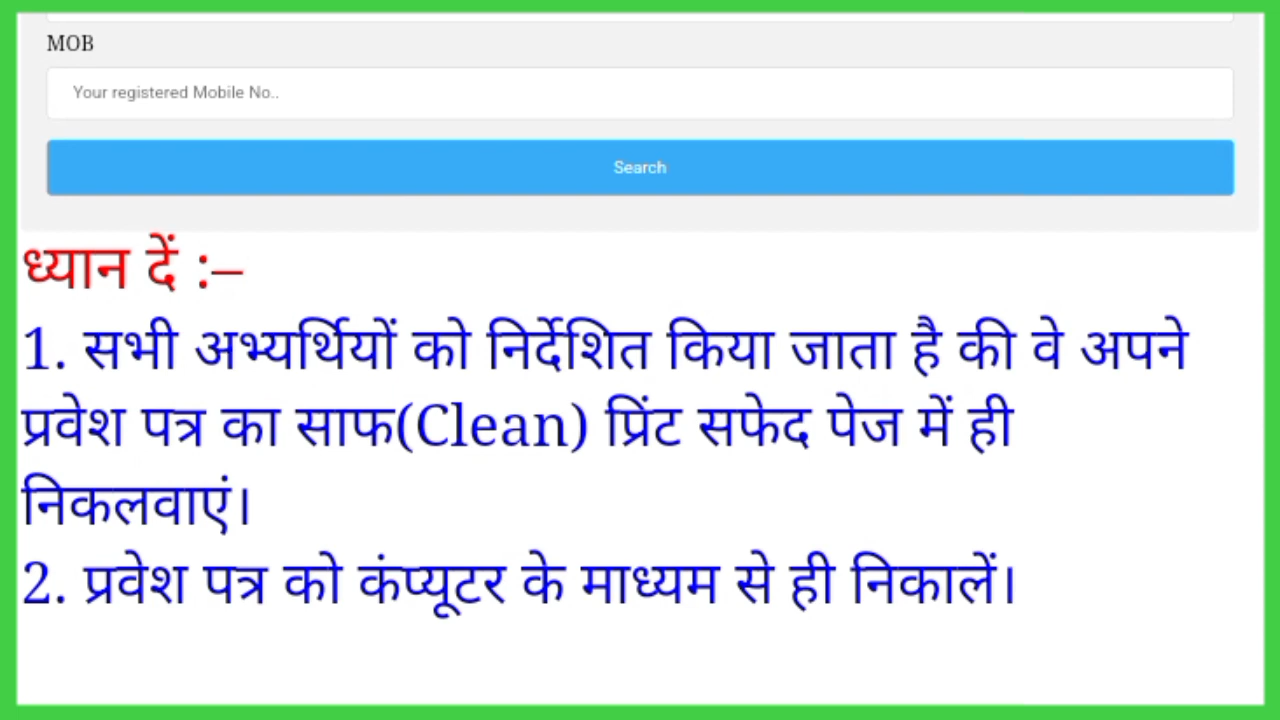 MOB
Your registered Mobile No..
Search
ध्यान दें :–
1. सभी अभ्यर्थियों को निर्देशित किया जाता है की वे अपने
प्रवेश पत्र का साफ(Clean) प्रिंट सफेद पेज में ही
निकलवाएं।
2. प्रवेश पत्र को कंप्यूटर के माध्यम से ही निकालें।